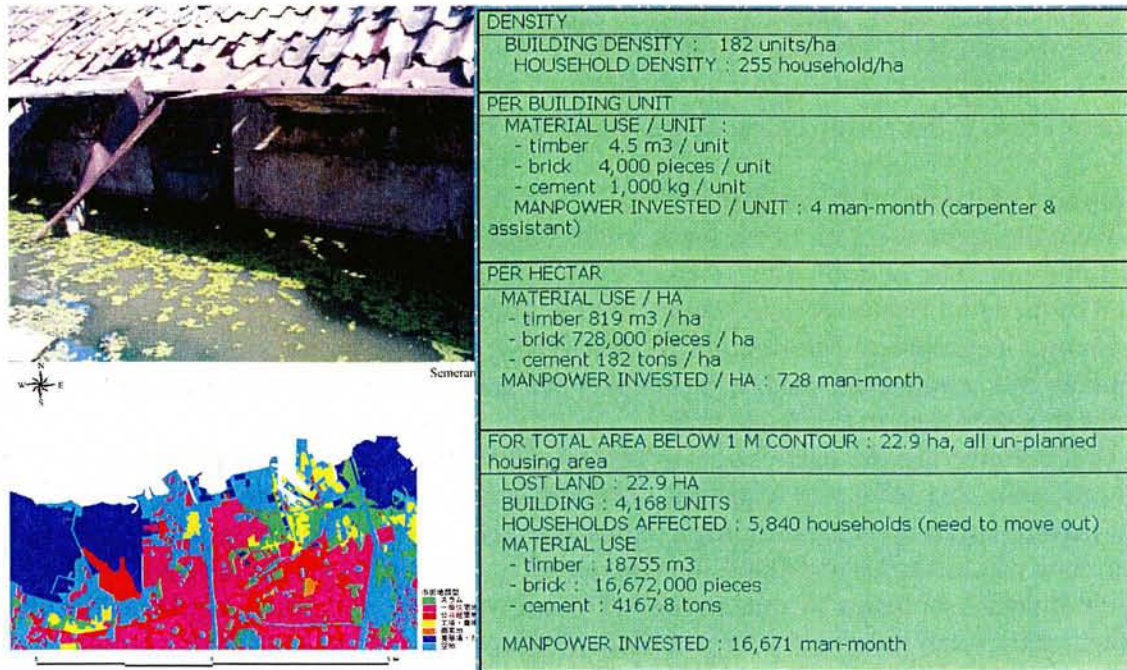 DENSITY
BUILDING DENSITY : 182 units/ha
HOUSEHOLD DENSITY : 255 household/ha
PER BUILDING UNIT
MATERIAL USE / UNIT :
- timber 4.5 m3 / unit
- brick 4,000 pieces / unit
- cement 1,000 kg / unit
MANPOWER INVESTED / UNIT : 4 man-month (carpenter &
assistant)
PER HECTAR
MATERIAL USE / HA
- timber 819 m3 / ha
- brick 728,000 pieces / ha
- cement 182 tons / ha
MANPOWER INVESTED / HA : 728 man-month
FOR TOTAL AREA BELOW 1 M CONTOUR : 22.9 ha, all un-planned
housing area
LOST LAND : 22.9 HA
BUILDING : 4,168 UNITS
HOUSEHOLDS AFFECTED : 5,840 households (need to move out)
MATERIAL USE
- timber : 18755 m3
- brick : 16,672,000 pieces
- cement : 4167.8 tons
MANPOWER INVESTED : 16,671 man-month
Semeran
N
W E
S
スラム
空地